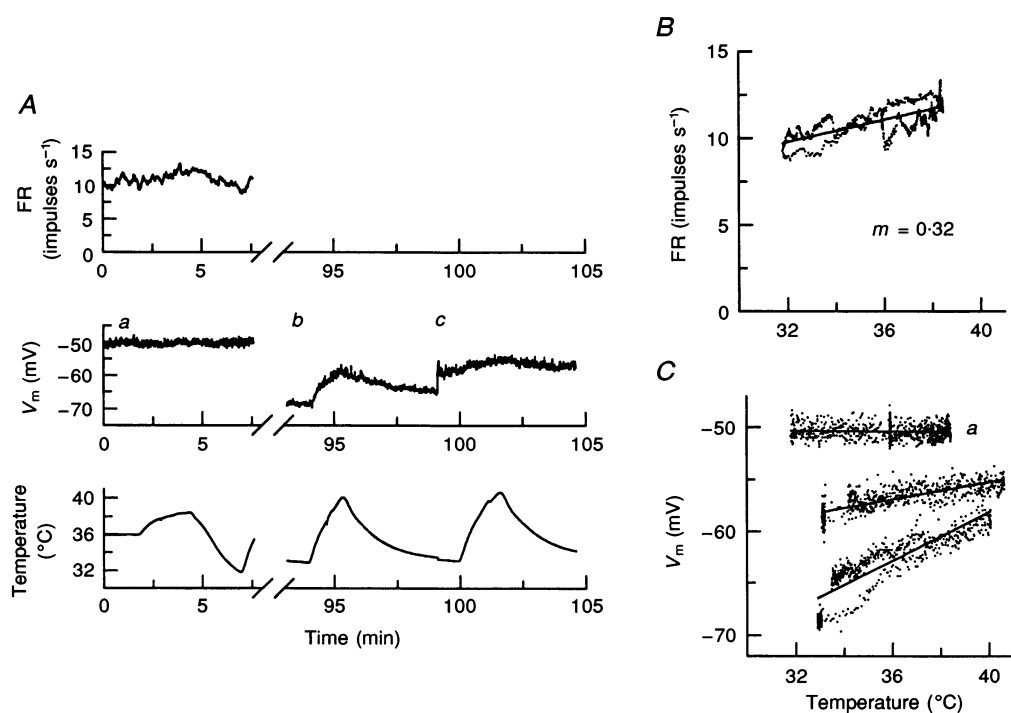 A
FR
(impulses s⁻¹)
15
10
5
0
0 5 95 100 105
a b c
Vm (mV)
−50
−60
−70
0 5 95 100 105
Temperature
(°C)
40
36
32
0 5 95 100 105
Time (min)
B
FR (impulses s⁻¹)
15
10
5
0
m = 0·32
32 36 40
C
Vm (mV)
−50
−60
−70
a
32 36 40
Temperature (°C)